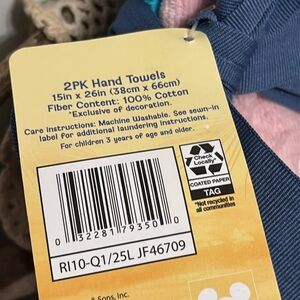 2PK Hand Towels
15in x 26in (38cm x 66cm)
Fiber Content: 100% Cotton
*Exclusive of decoration.
Care Instructions: Machine Washable. See sewn-in
label for additional laundering instructions.
For children 3 years of age and older.
Check
Locally*
COATED PAPER
TAG
*Not recycled in
all communities
0 32281 79350 0
RI10-Q1/25L JF46709
® Sons, Inc.